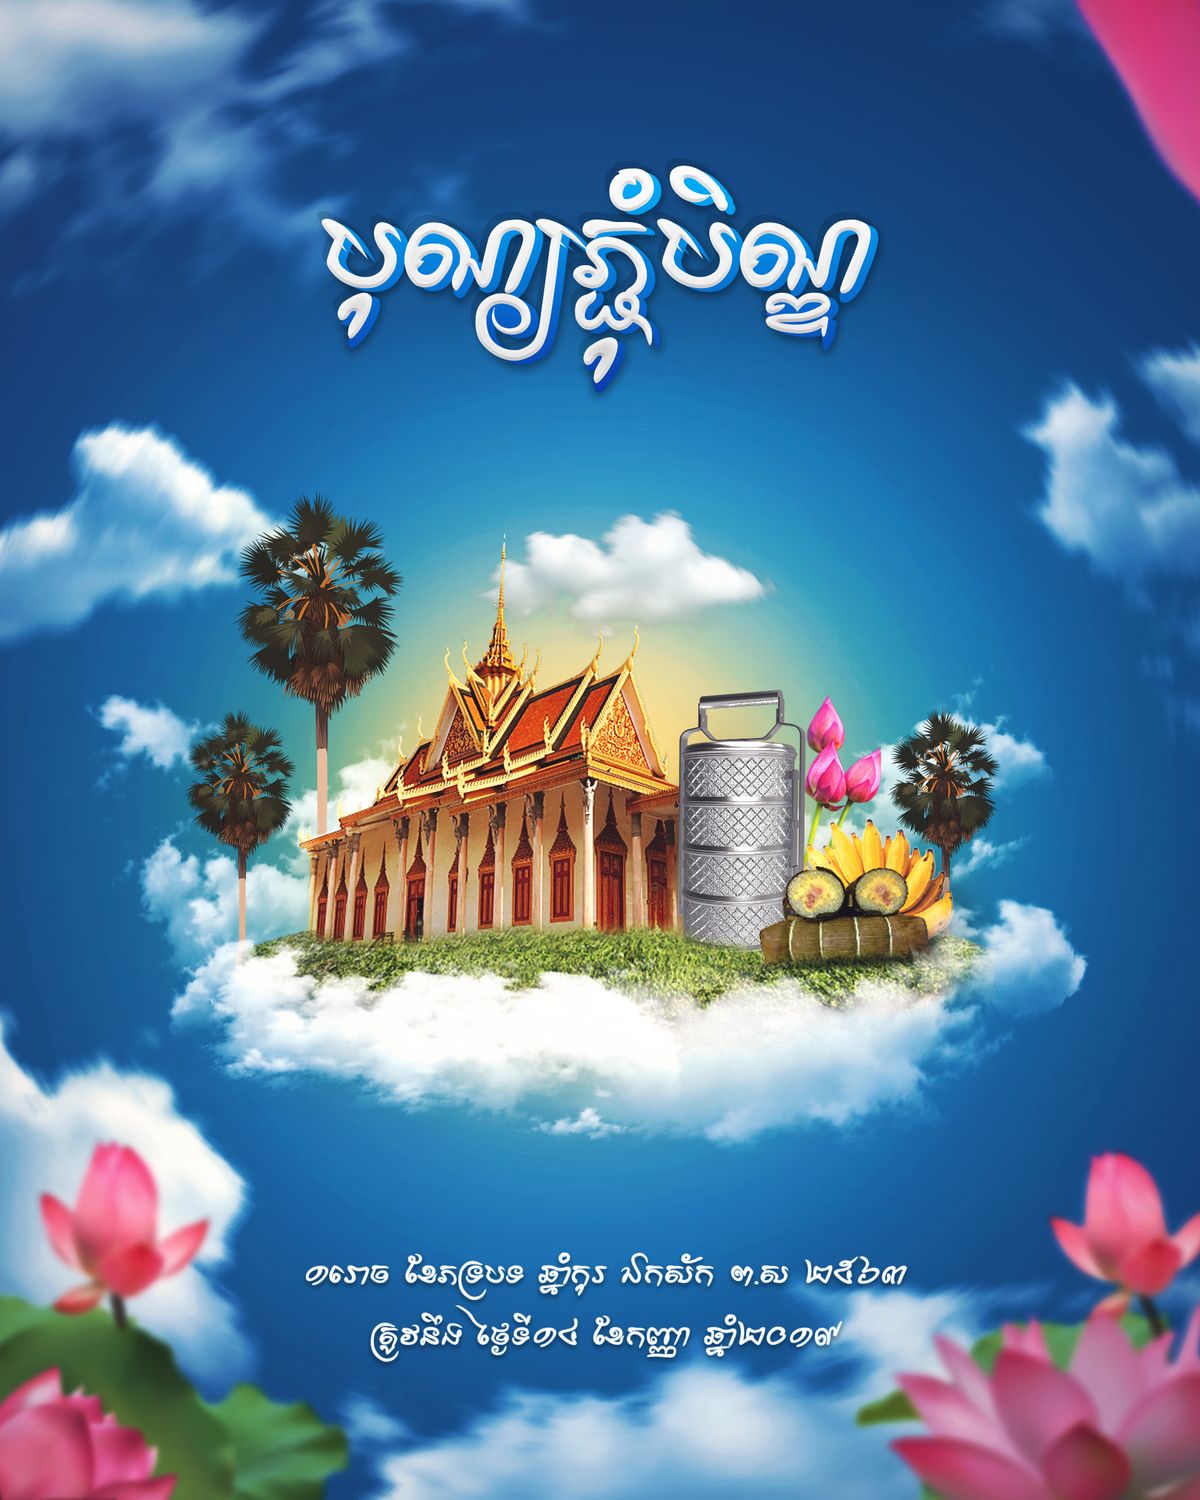 បុណ្យភ្ជុំបិណ្ឌ
១រោច ខែភទ្របទ ឆ្នាំកុរ ឯកស័ក ព.ស ២៥៦៣
ត្រូវនឹង ថ្ងៃទី១៤ ខែកញ្ញា ឆ្នាំ២០១៩